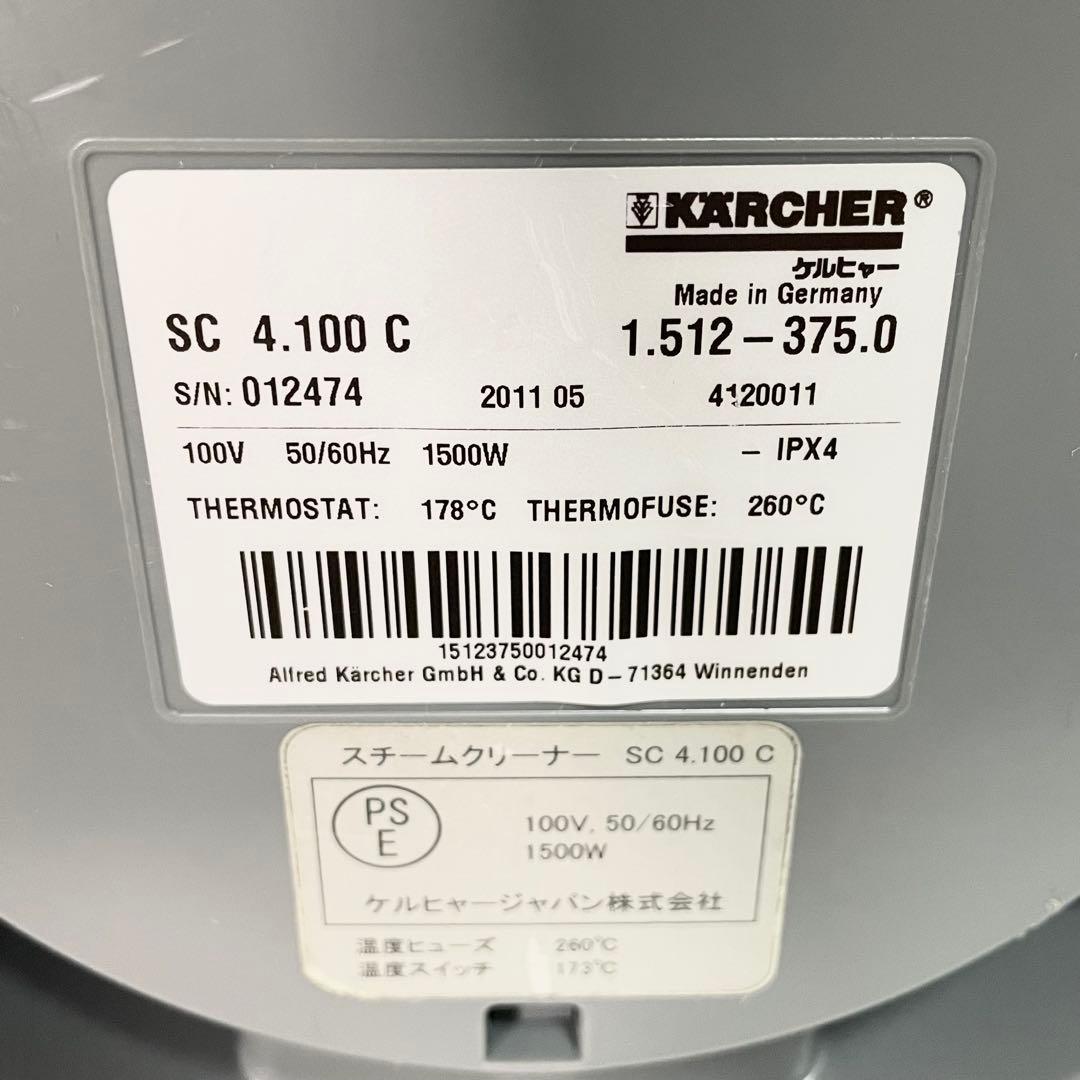 KÄRCHER®
ケルヒャー
Made in Germany
SC 4.100 C 1.512-375.0
S/N: 012474 2011 05 4120011
100V 50/60Hz 1500W - IPX4
THERMOSTAT: 178°C THERMOFUSE: 260°C
15123750012474
Alfred Kärcher GmbH & Co. KG D-71364 Winnenden
スチームクリーナー SC 4.100 C
PS
E
100V, 50/60Hz
1500W
ケルヒャージャパン株式会社
温度ヒューズ 260℃
温度スイッチ 173℃